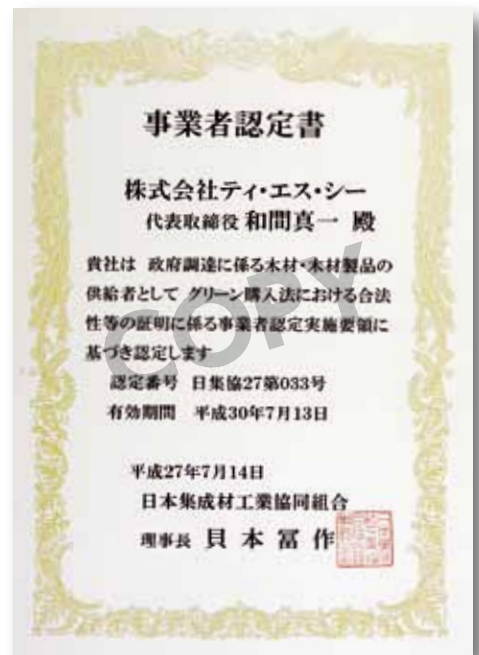 事業者認定書
株式会社ティ・エス・シー
代表取締役 和間真一 殿
貴社は 政府調達に係る木材・木材製品の
供給者として グリーン購入法における合法
性等の証明に係る事業者認定実施要領に
基づき認定します
COPY
認定番号 日集協27第033号
有効期間 平成30年7月13日
平成27年7月14日
日本集成材工業協同組合
理事長 貝本冨作